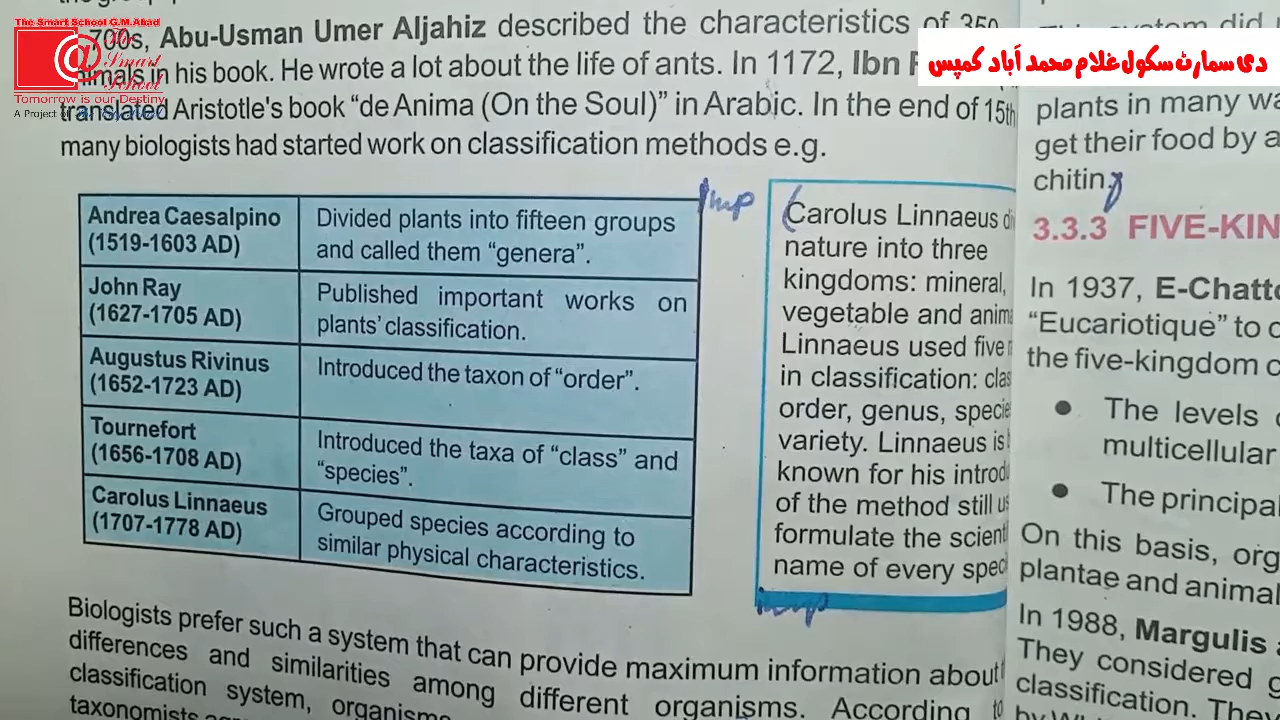 The Smart School G.M.Abad
The
Smart
School
Tomorrow is our Destiny
A Project of
دی سمارٹ سکول غلام محمد آباد کیمپس
700s, Abu-Usman Umer Aljahiz described the characteristics of 350
animals in his book. He wrote a lot about the life of ants. In 1172, Ibn
translated Aristotle's book “de Anima (On the Soul)” in Arabic. In the end of 15th
many biologists had started work on classification methods e.g.
Andrea Caesalpino
(1519-1603 AD)
Divided plants into fifteen groups
and called them “genera”.
John Ray
(1627-1705 AD)
Published important works on
plants’ classification.
Augustus Rivinus
(1652-1723 AD)
Introduced the taxon of “order”.
Tournefort
(1656-1708 AD)
Introduced the taxa of “class” and
“species”.
Carolus Linnaeus
(1707-1778 AD)
Grouped species according to
similar physical characteristics.
Imp
Carolus Linnaeus
nature into three
kingdoms: mineral,
vegetable and
Linnaeus used five
in classification:
order, genus,
variety. Linnaeus is
known for his
of the method still
formulate the
name of every
imp
Biologists prefer such a system that can provide maximum information about
differences and similarities among different organisms. According to
classification system, organisms
taxonomists
system did
plants in many
get their food by
chiting
3.3.3 FIVE-KIN
In 1937, E-Chatto
“Eucariotique” to
the five-kingdom
● The levels
multicellular
● The principal
On this basis,
plantae and animal
In 1988, Margulis
They considered
classification. They
by